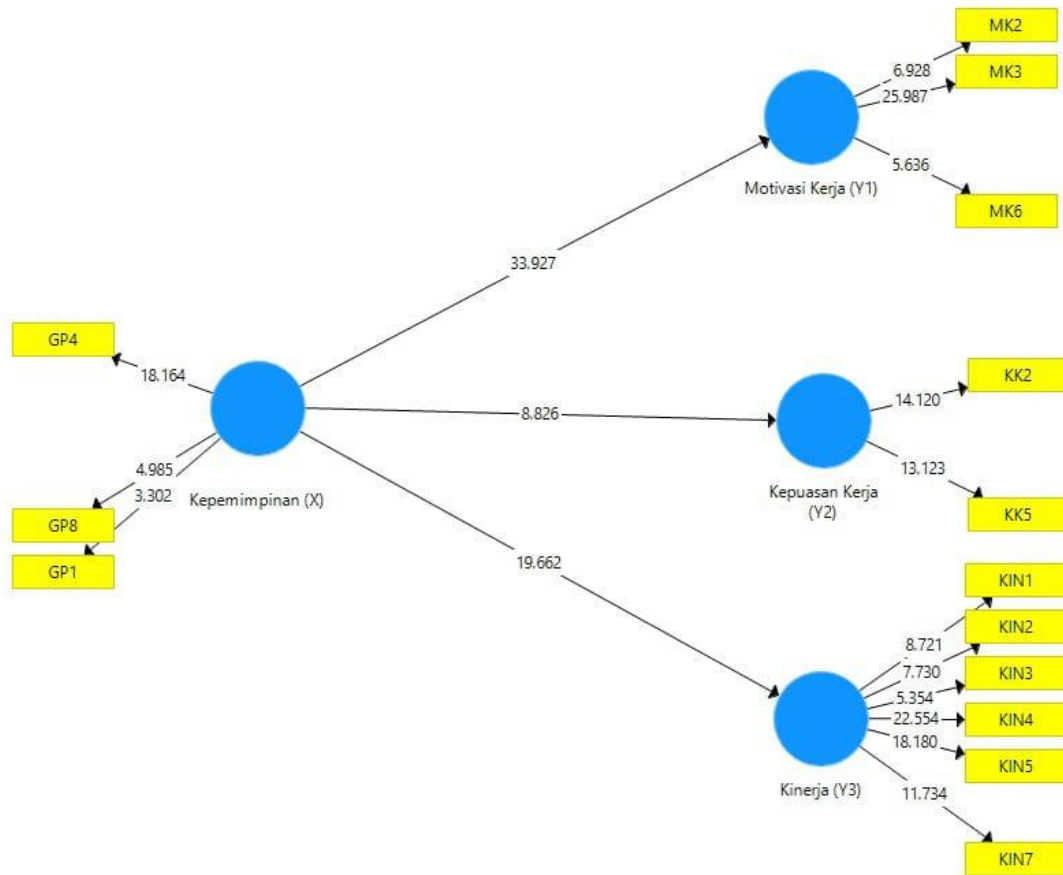 MK2
6.928
MK3
25.987
5.636
Motivasi Kerja (Y1)
MK6
33.927
GP4
18.164
KK2
14.120
8.826
4.985
3.302
Kepemimpinan (X)
GP8
GP1
13.123
Kepuasan Kerja
(Y2)
KK5
19.662
KIN1
8.721
KIN2
7.730
KIN3
5.354
KIN4
22.554
18.180
KIN5
Kinerja (Y3)
11.734
KIN7